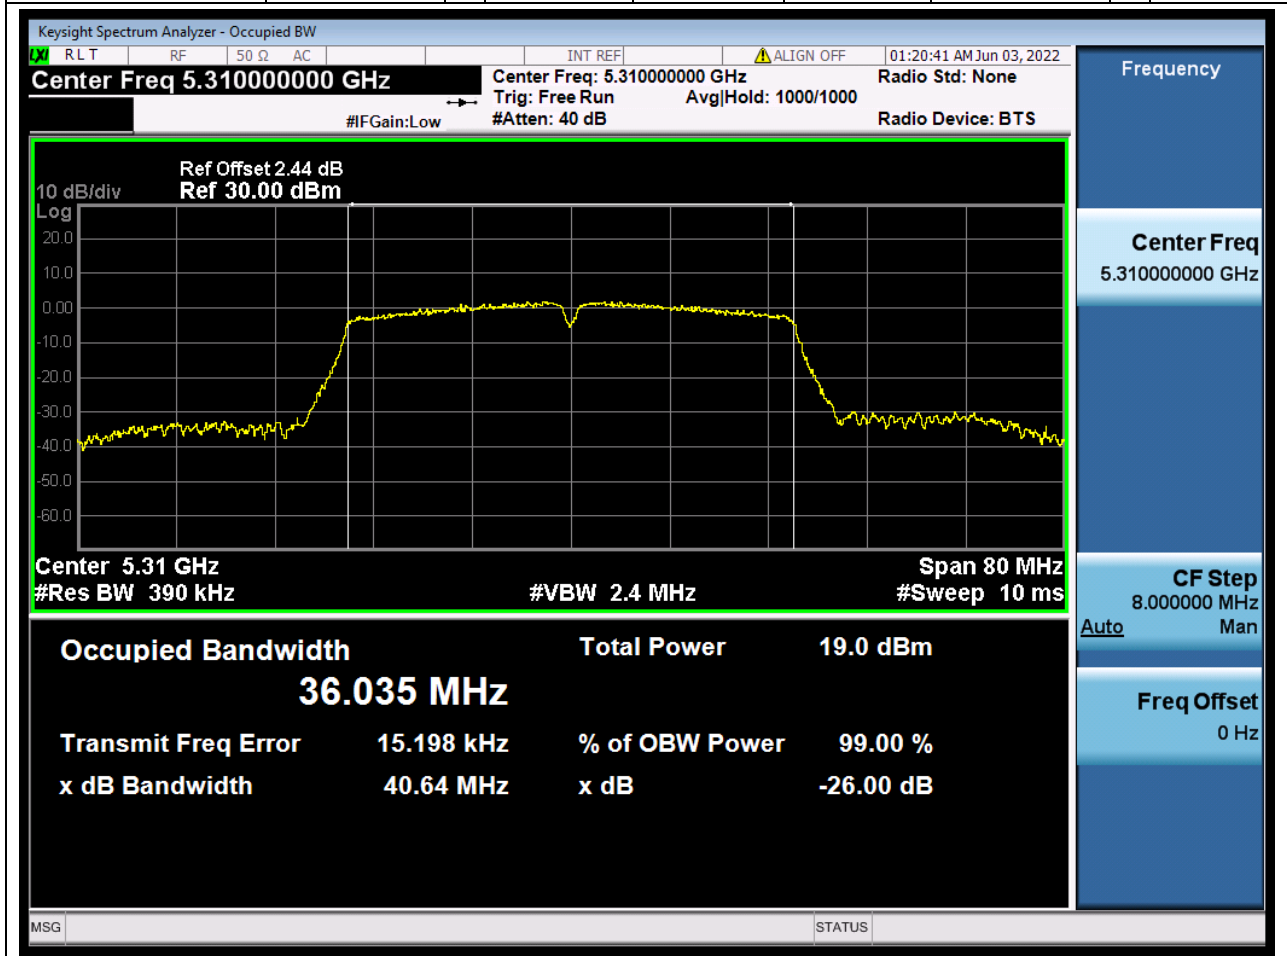 Keysight Spectrum Analyzer - Occupied BW
LXI RLT RF 50 Ω AC INT REF ALIGN OFF 01:20:41 AM Jun 03, 2022
Center Freq 5.310000000 GHz
Center Freq: 5.310000000 GHz Radio Std: None
Trig: Free Run Avg|Hold: 1000/1000
#IFGain:Low #Atten: 40 dB Radio Device: BTS
Ref Offset 2.44 dB
10 dB/div Ref 30.00 dBm
Log
20.0
10.0
0.00
-10.0
-20.0
-30.0
-40.0
-50.0
-60.0
Center 5.31 GHz Span 80 MHz
#Res BW 390 kHz #VBW 2.4 MHz #Sweep 10 ms
Occupied Bandwidth Total Power 19.0 dBm
36.035 MHz
Transmit Freq Error 15.198 kHz % of OBW Power 99.00 %
x dB Bandwidth 40.64 MHz x dB -26.00 dB
MSG STATUS
Frequency
Center Freq
5.310000000 GHz
CF Step
8.000000 MHz
Auto Man
Freq Offset
0 Hz